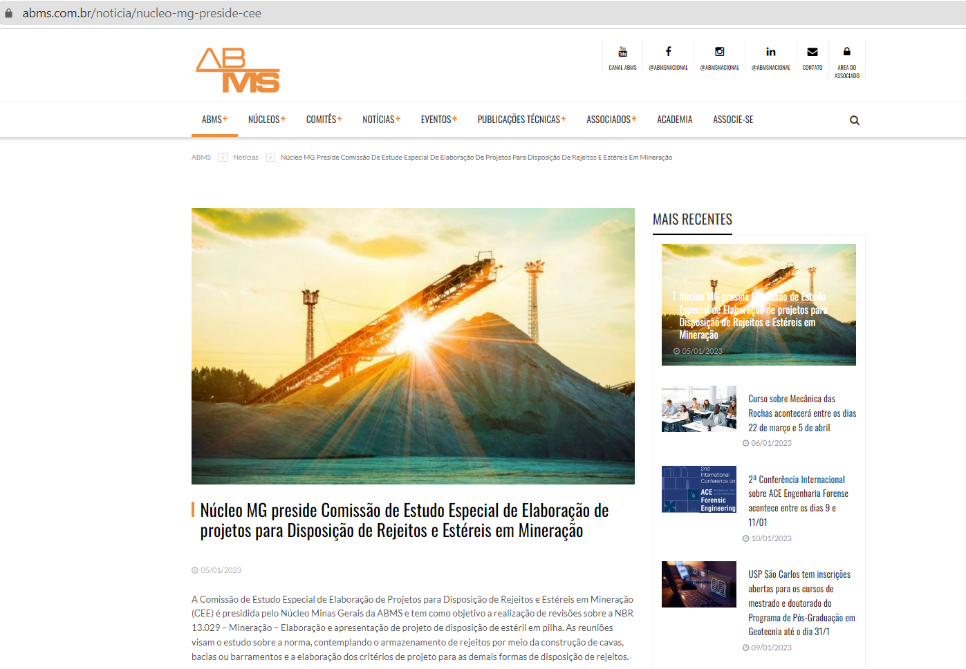 abms.com.br/noticia/nucleo-mg-preside-cee
AB
MS
CANAL ABMS
@ABMSNACIONAL
@ABMSNACIONAL
@ABMSNACIONAL
CONTATO
AREA DO
ASSOCIADO
ABMS+ NÚCLEOS+ COMITÊS+ NOTÍCIAS+ EVENTOS+ PUBLICAÇÕES TÉCNICAS+ ASSOCIADOS+ ACADEMIA ASSOCIE-SE
ABMS > Notícias > Núcleo MG Preside Comissão De Estudo Especial De Elaboração De Projetos Para Disposição De Rejeitos E Estéreis Em Mineração
Núcleo MG preside Comissão de Estudo Especial de Elaboração de
projetos para Disposição de Rejeitos e Estéreis em Mineração
05/01/2023
A Comissão de Estudo Especial de Elaboração de Projetos para Disposição de Rejeitos e Estéreis em Mineração
(CEE) é presidida pelo Núcleo Minas Gerais da ABMS e tem como objetivo a realização de revisões sobre a NBR
13.029 – Mineração – Elaboração e apresentação de projeto de disposição de estéril em pilha. As reuniões
visam o estudo sobre a norma, contemplando o armazenamento de rejeitos por meio da construção de cavas,
bacias ou barramentos e a elaboração dos critérios de projeto para as demais formas de disposição de rejeitos.
MAIS RECENTES
Núcleo MG preside Comissão de Estudo
Especial de Elaboração de projetos para
Disposição de Rejeitos e Estéreis em
Mineração
05/01/2023
Curso sobre Mecânica das
Rochas acontecerá entre os dias
22 de março e 5 de abril
06/01/2023
2nd
International
Conference on
ACE
Forensic
Engineering
2ª Conferência Internacional
sobre ACE Engenharia Forense
acontece entre os dias 9 e
11/01
10/01/2023
USP São Carlos tem inscrições
abertas para os cursos de
mestrado e doutorado do
Programa de Pós-Graduação em
Geotecnia até o dia 31/1
09/01/2023